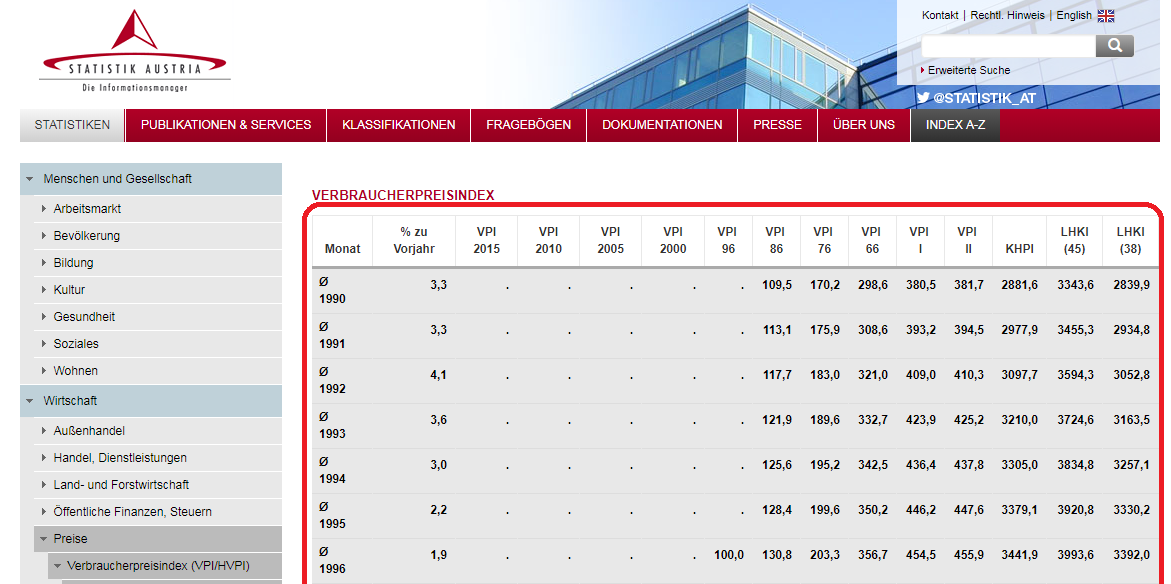 Kontakt | Rechtl. Hinweis | English
STATISTIK AUSTRIA
Die Informationsmanager
Erweiterte Suche
@STATISTIK_AT
STATISTIKEN PUBLIKATIONEN & SERVICES KLASSIFIKATIONEN FRAGEBÖGEN DOKUMENTATIONEN PRESSE ÜBER UNS INDEX A-Z
Menschen und Gesellschaft
Arbeitsmarkt
Bevölkerung
Bildung
Kultur
Gesundheit
Soziales
Wohnen
Wirtschaft
Außenhandel
Handel, Dienstleistungen
Land- und Forstwirtschaft
Öffentliche Finanzen, Steuern
Preise
Verbraucherpreisindex (VPI/HVPI)
VERBRAUCHERPREISINDEX
% zu VPI VPI VPI VPI VPI VPI VPI VPI VPI VPI LHKI LHKI
Monat Vorjahr 2015 2010 2005 2000 96 86 76 66 I II KHPI (45) (38)
Ø 3,3 . . . . . 109,5 170,2 298,6 380,5 381,7 2881,6 3343,6 2839,9
1990
Ø 3,3 . . . . . 113,1 175,9 308,6 393,2 394,5 2977,9 3455,3 2934,8
1991
Ø 4,1 . . . . . 117,7 183,0 321,0 409,0 410,3 3097,7 3594,3 3052,8
1992
Ø 3,6 . . . . . 121,9 189,6 332,7 423,9 425,2 3210,0 3724,6 3163,5
1993
Ø 3,0 . . . . . 125,6 195,2 342,5 436,4 437,8 3305,0 3834,8 3257,1
1994
Ø 2,2 . . . . . 128,4 199,6 350,2 446,2 447,6 3379,1 3920,8 3330,2
1995
Ø 1,9 . . . . 100,0 130,8 203,3 356,7 454,5 455,9 3441,9 3993,6 3392,0
1996